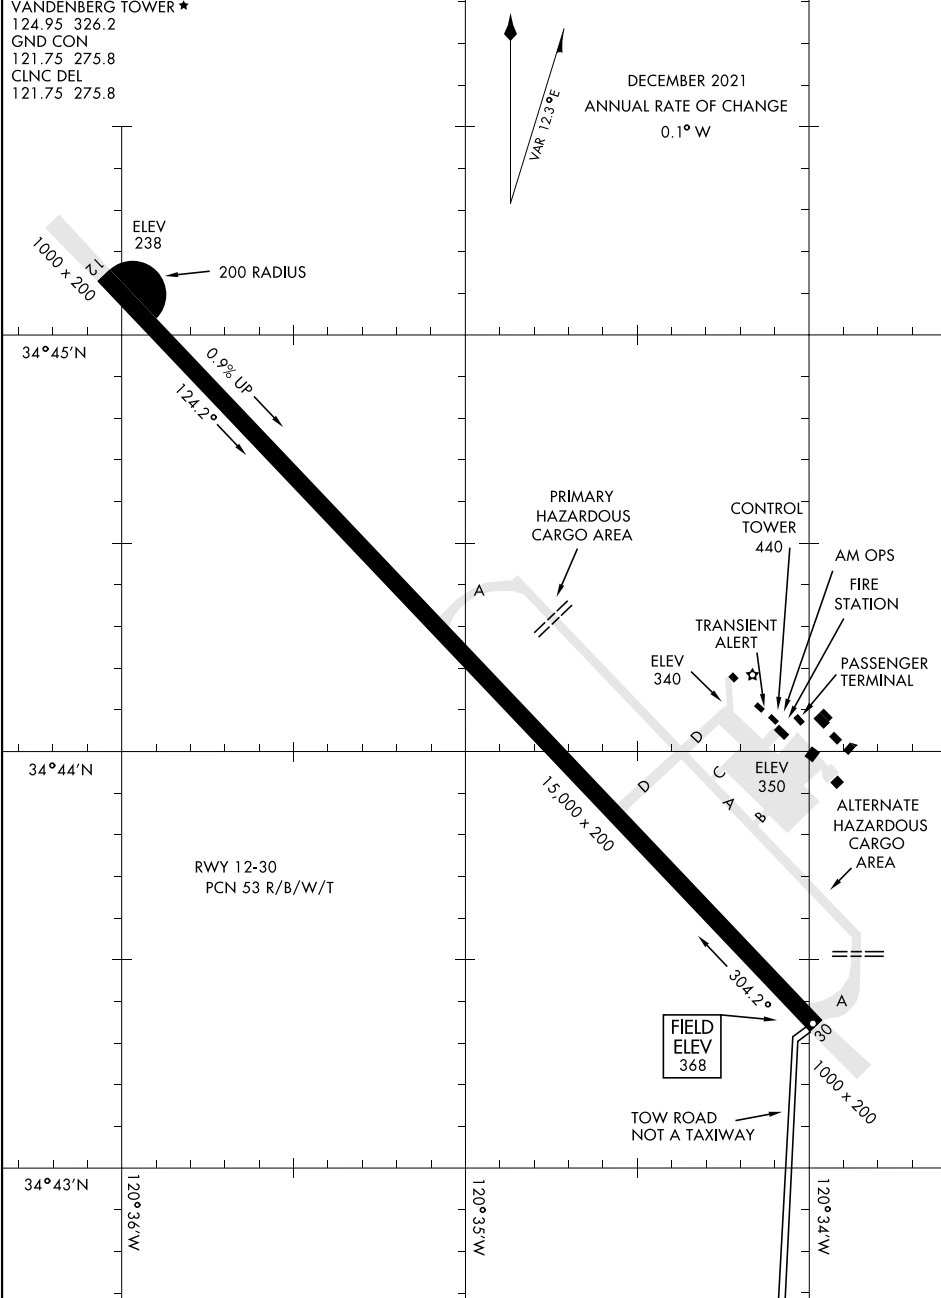 VANDENBERG TOWER ★
124.95 326.2
GND CON
121.75 275.8
CLNC DEL
121.75 275.8
VAR 12.3°E
DECEMBER 2021
ANNUAL RATE OF CHANGE
0.1° W
ELEV
238
200 RADIUS
1000 x 200
12
34°45'N
0.9% UP
124.2°
PRIMARY
HAZARDOUS
CARGO AREA
CONTROL
TOWER
440
AM OPS
FIRE
STATION
A
TRANSIENT
ALERT
ELEV
340
PASSENGER
TERMINAL
D
34°44'N
D
C
A
B
ELEV
350
15,000 x 200
ALTERNATE
HAZARDOUS
CARGO
AREA
RWY 12-30
PCN 53 R/B/W/T
304.2°
A
FIELD
ELEV
368
30
1000 x 200
TOW ROAD
NOT A TAXIWAY
34°43'N
120°36'W
120°35'W
120°34'W